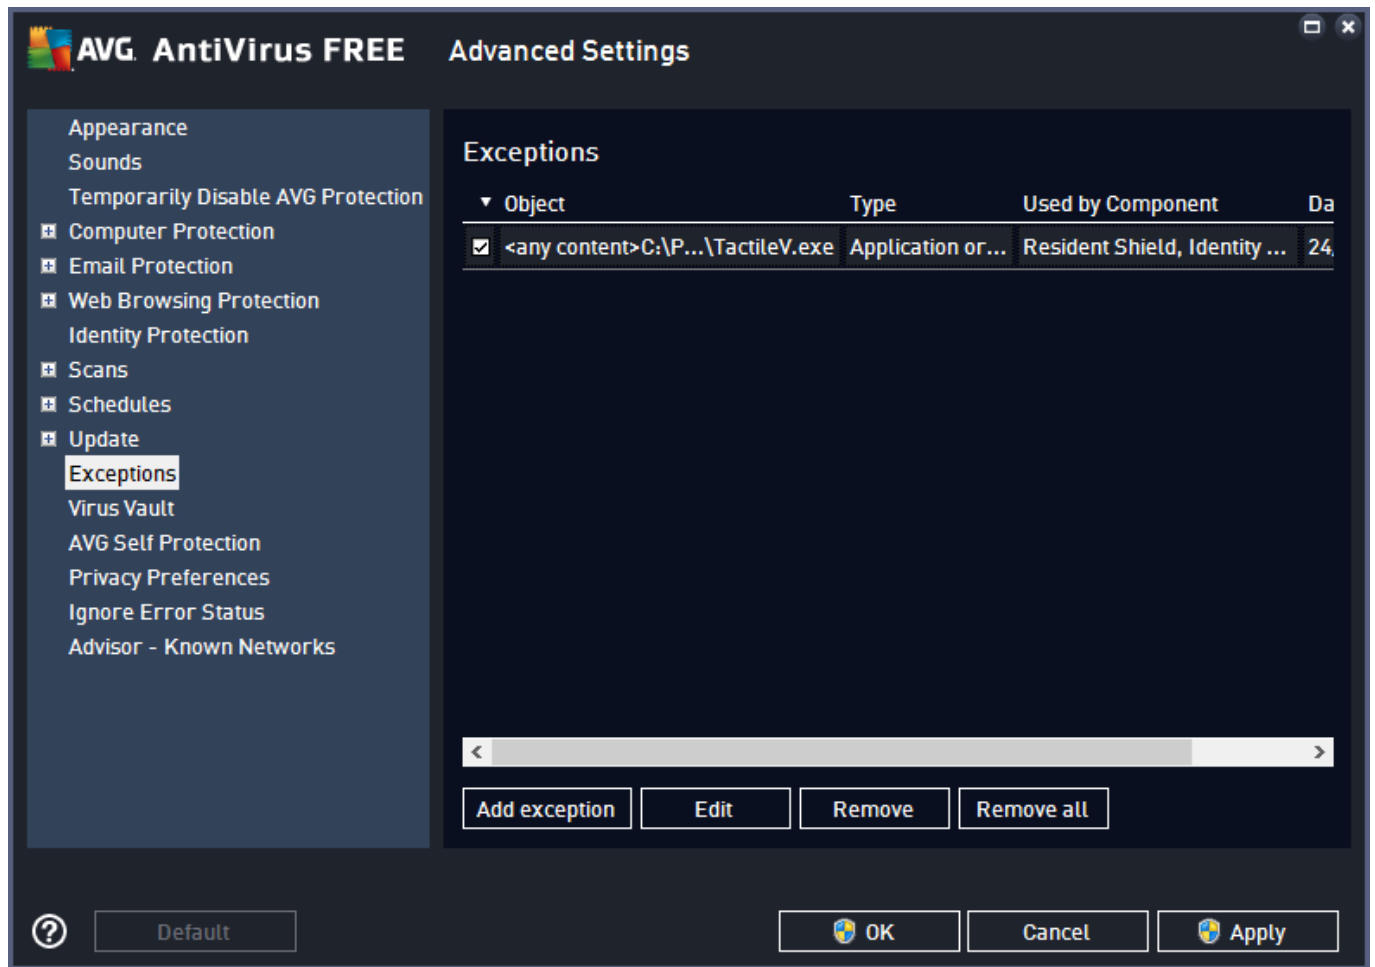 AVG. AntiVirus FREE Advanced Settings
Appearance
Sounds
Temporarily Disable AVG Protection
Computer Protection
Email Protection
Web Browsing Protection
Identity Protection
Scans
Schedules
Update
Exceptions
Virus Vault
AVG Self Protection
Privacy Preferences
Ignore Error Status
Advisor - Known Networks
Exceptions
Object Type Used by Component Da
<any content>C:\P...\TactileV.exe Application or... Resident Shield, Identity ... 24,
Add exception Edit Remove Remove all
? Default OK Cancel Apply